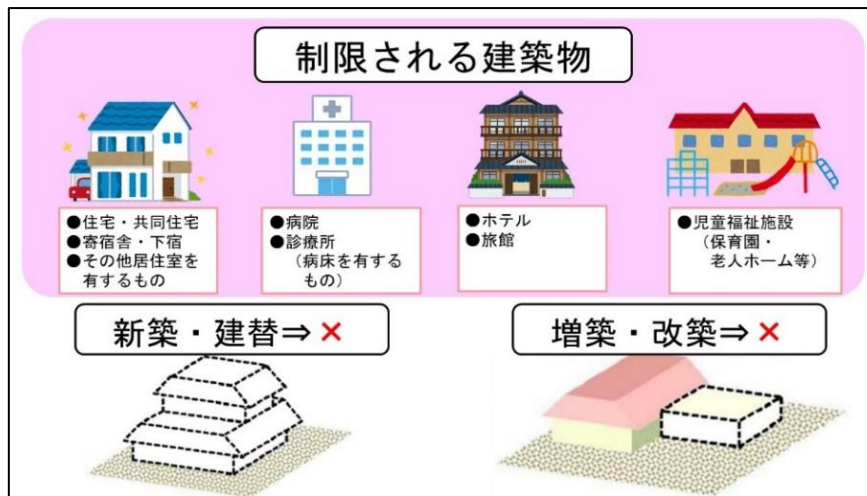 制限される建築物
●住宅・共同住宅
●寄宿舎・下宿
●その他居住室を
有するもの
●病院
●診療所
（病床を有する
もの）
●ホテル
●旅館
●児童福祉施設
（保育園・
老人ホーム等）
新築・建替⇒×
増築・改築⇒×